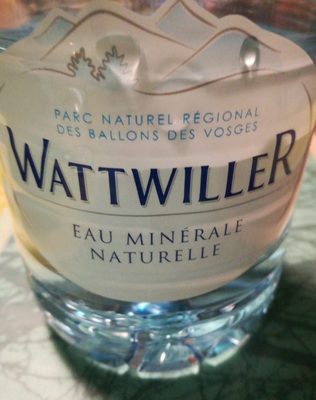 PARC NATUREL RÉGIONAL
DES BALLONS DES VOSGES
WATTWILLER
EAU MINÉRALE
NATURELLE